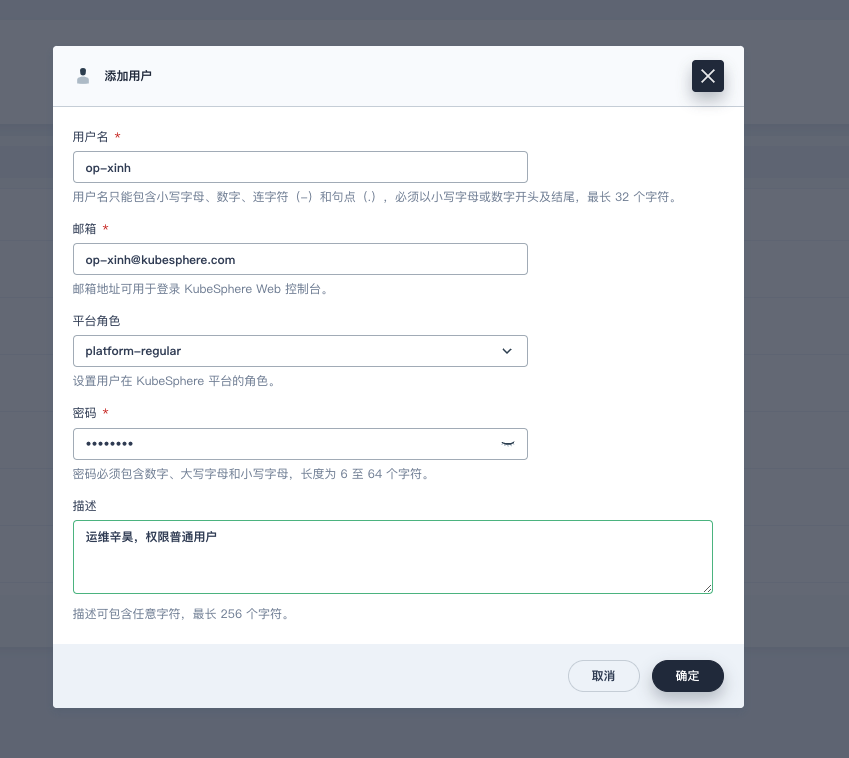 添加用户
用户名 *
op-xinh
用户名只能包含小写字母、数字、连字符（-）和句点（.），必须以小写字母或数字开头及结尾，最长 32 个字符。
邮箱 *
op-xinh@kubesphere.com
邮箱地址可用于登录 KubeSphere Web 控制台。
平台角色
platform-regular
设置用户在 KubeSphere 平台的角色。
密码 *
••••••••
密码必须包含数字、大写字母和小写字母，长度为 6 至 64 个字符。
描述
运维辛昊，权限普通用户
描述可包含任意字符，最长 256 个字符。
取消
确定